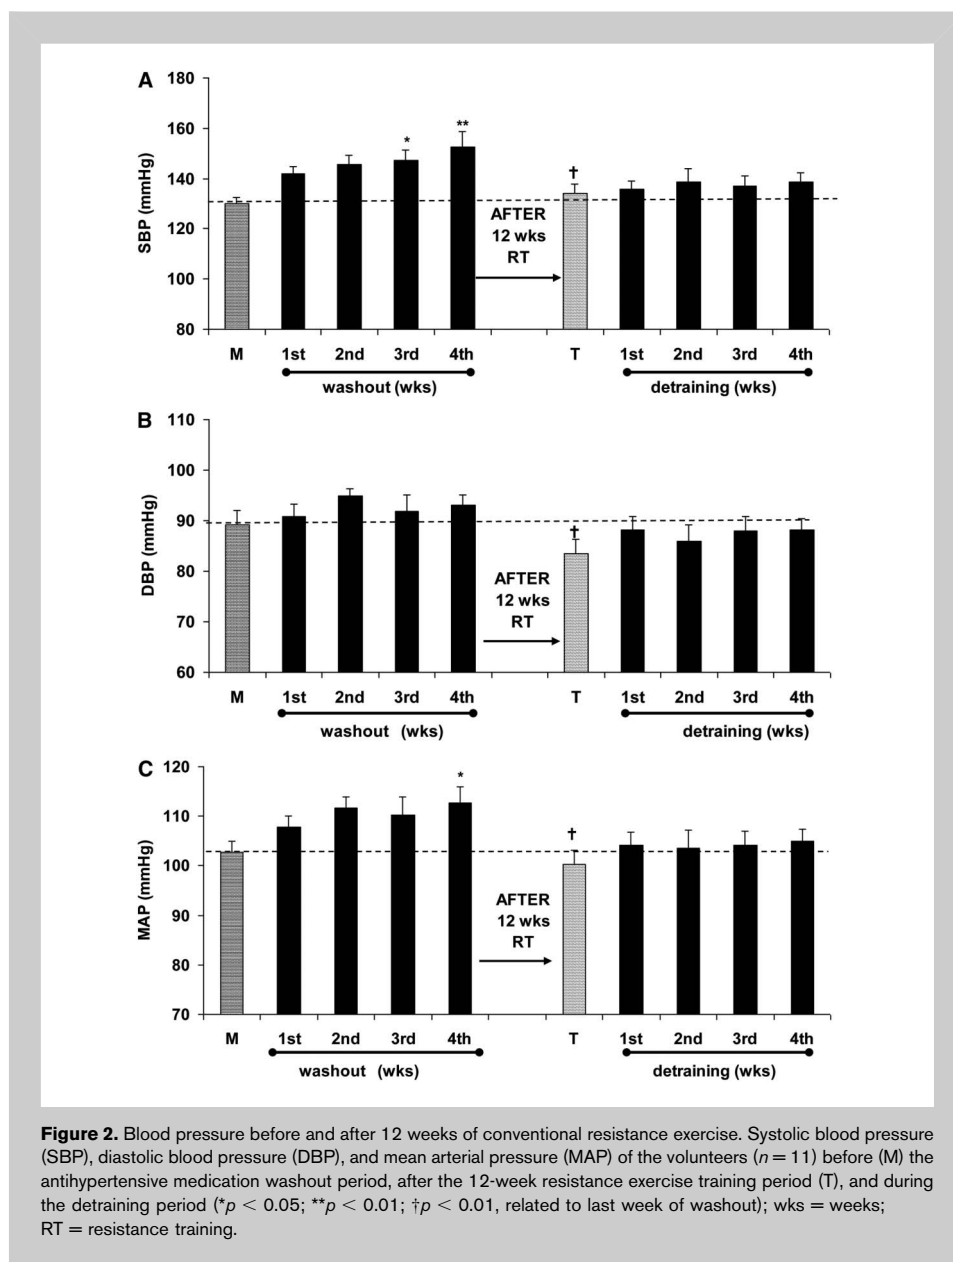 A
180
160
140
120
100
80
SBP (mmHg)
*
**
†
AFTER
12 wks
RT
M 1st 2nd 3rd 4th T 1st 2nd 3rd 4th
washout (wks) detraining (wks)
B
110
100
90
80
70
60
DBP (mmHg)
†
AFTER
12 wks
RT
M 1st 2nd 3rd 4th T 1st 2nd 3rd 4th
washout (wks) detraining (wks)
C
120
110
100
90
80
70
MAP (mmHg)
*
†
AFTER
12 wks
RT
M 1st 2nd 3rd 4th T 1st 2nd 3rd 4th
washout (wks) detraining (wks)
Figure 2. Blood pressure before and after 12 weeks of conventional resistance exercise. Systolic blood pressure
(SBP), diastolic blood pressure (DBP), and mean arterial pressure (MAP) of the volunteers (n = 11) before (M) the
antihypertensive medication washout period, after the 12-week resistance exercise training period (T), and during
the detraining period (*p < 0.05; **p < 0.01; †p < 0.01, related to last week of washout); wks = weeks;
RT = resistance training.